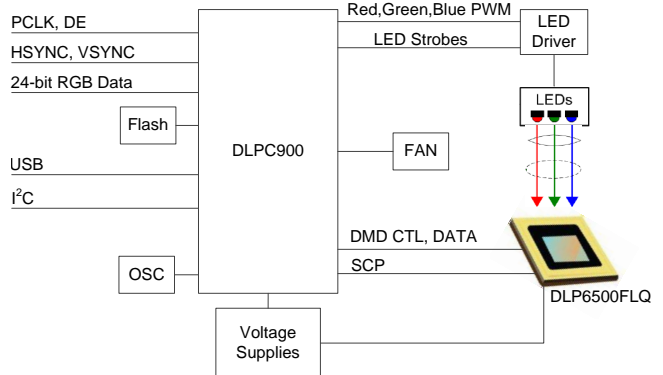 PCLK, DE
HSYNC, VSYNC
24-bit RGB Data
Flash
USB
I²C
OSC
DLPC900
Voltage
Supplies
FAN
Red,Green,Blue PWM
LED Strobes
LED
Driver
LEDs
DMD CTL, DATA
SCP
DLP6500FLQ